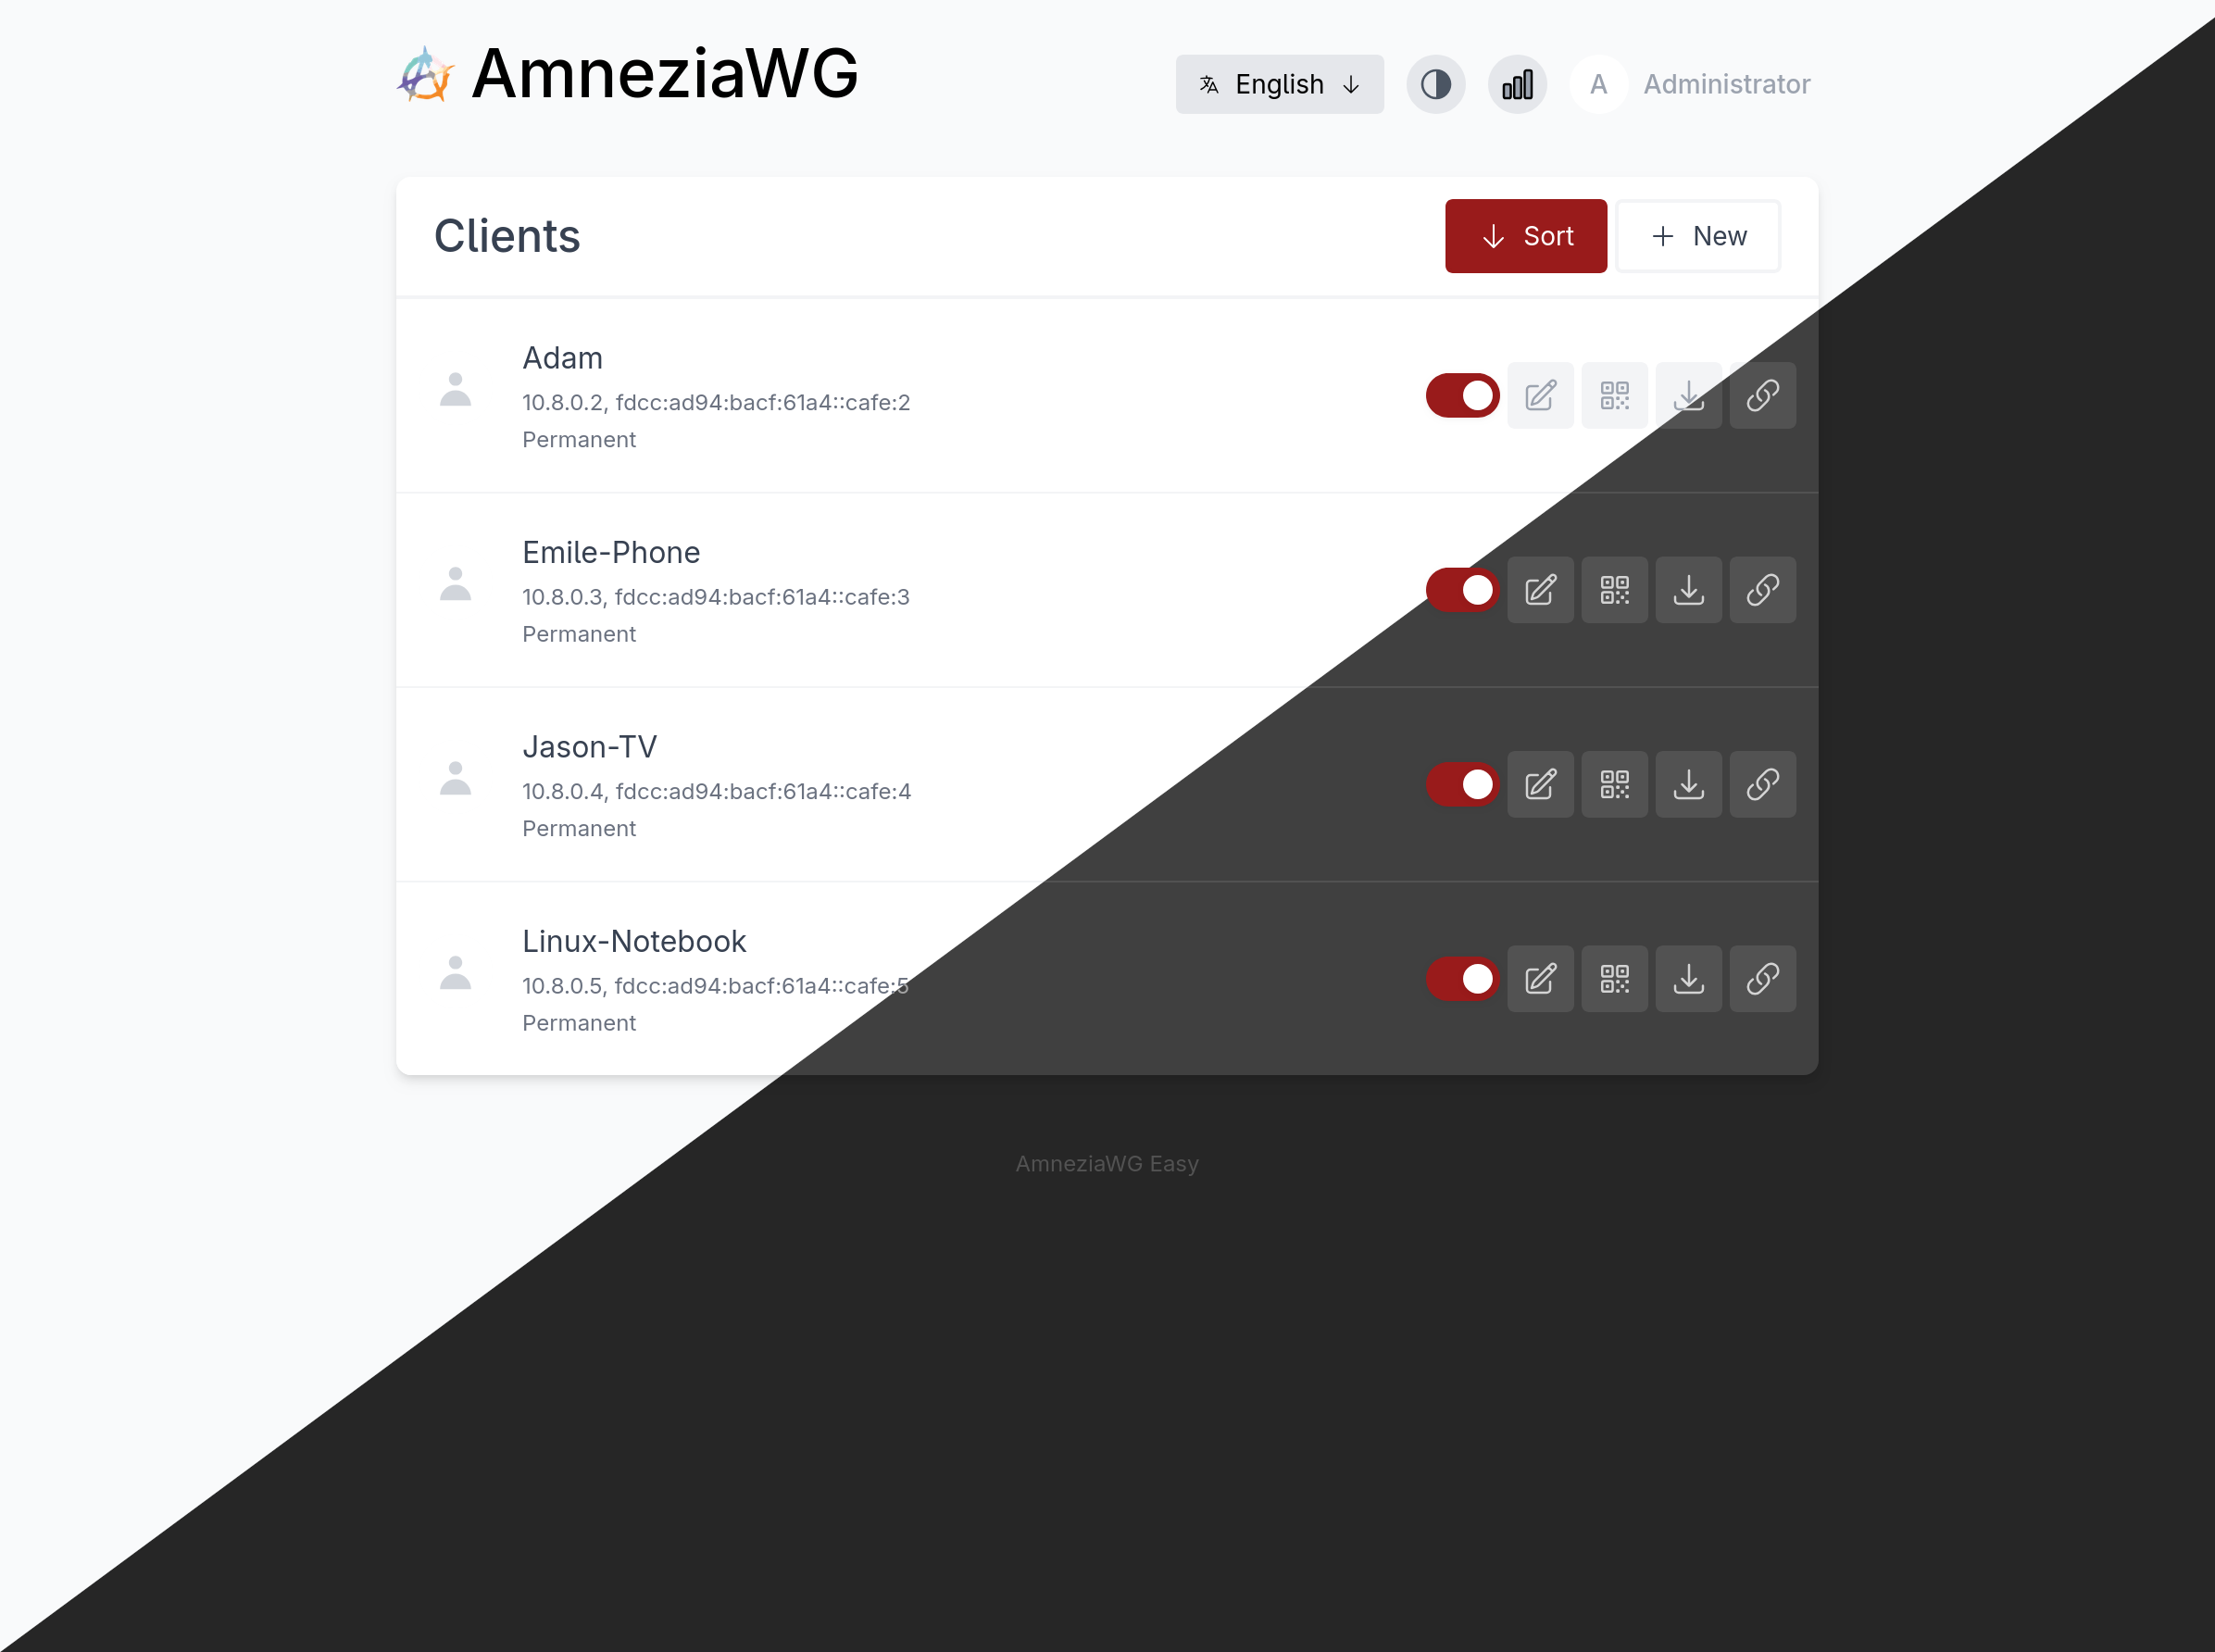 AmneziaWG
English
A Administrator
Clients
Sort
New
Adam
10.8.0.2, fdcc:ad94:bacf:61a4::cafe:2
Permanent
Emile-Phone
10.8.0.3, fdcc:ad94:bacf:61a4::cafe:3
Permanent
Jason-TV
10.8.0.4, fdcc:ad94:bacf:61a4::cafe:4
Permanent
Linux-Notebook
10.8.0.5, fdcc:ad94:bacf:61a4::cafe:5
Permanent
AmneziaWG Easy